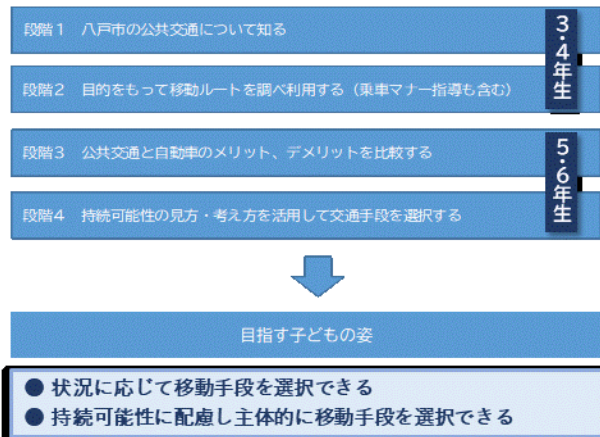 段階1 八戸市の公共交通について知る
段階2 目的をもって移動ルートを調べ利用する（乗車マナー指導も含む）
3・4年生
段階3 公共交通と自動車のメリット、デメリットを比較する
段階4 持続可能性の見方・考え方を活用して交通手段を選択する
5・6年生
目指す子どもの姿
● 状況に応じて移動手段を選択できる
● 持続可能性に配慮し主体的に移動手段を選択できる